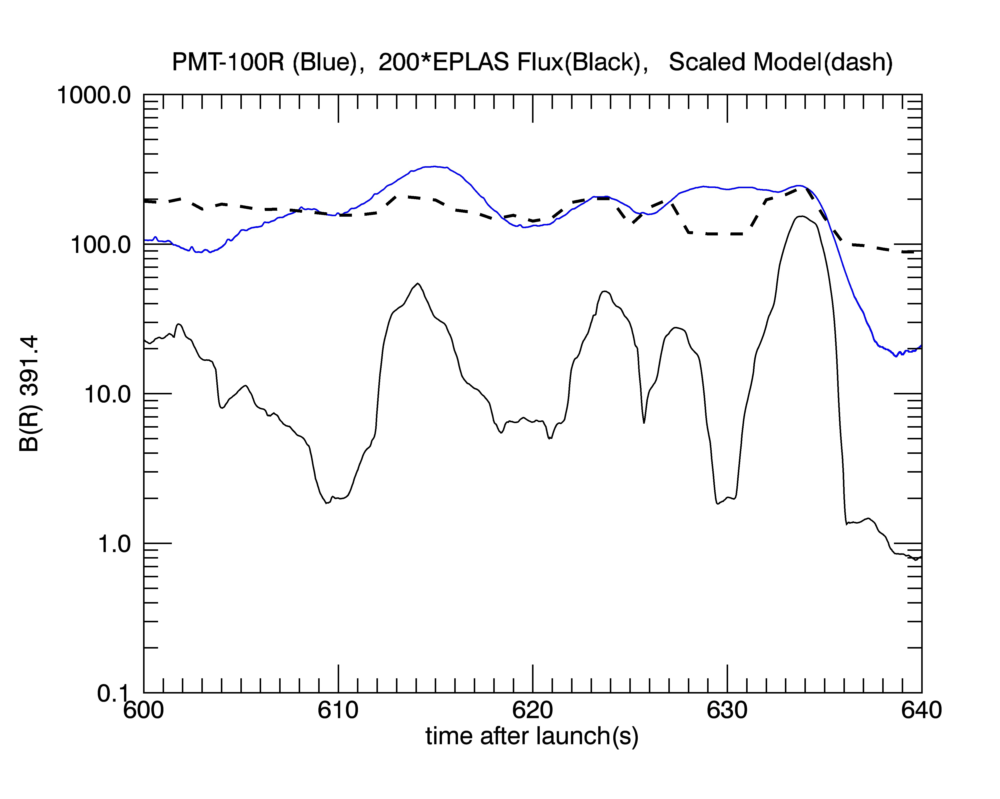 PMT-100R (Blue), 200*EPLAS Flux(Black), Scaled Model(dash)
1000.0
100.0
10.0
1.0
0.1
B(R) 391.4
600 610 620 630 640
time after launch(s)